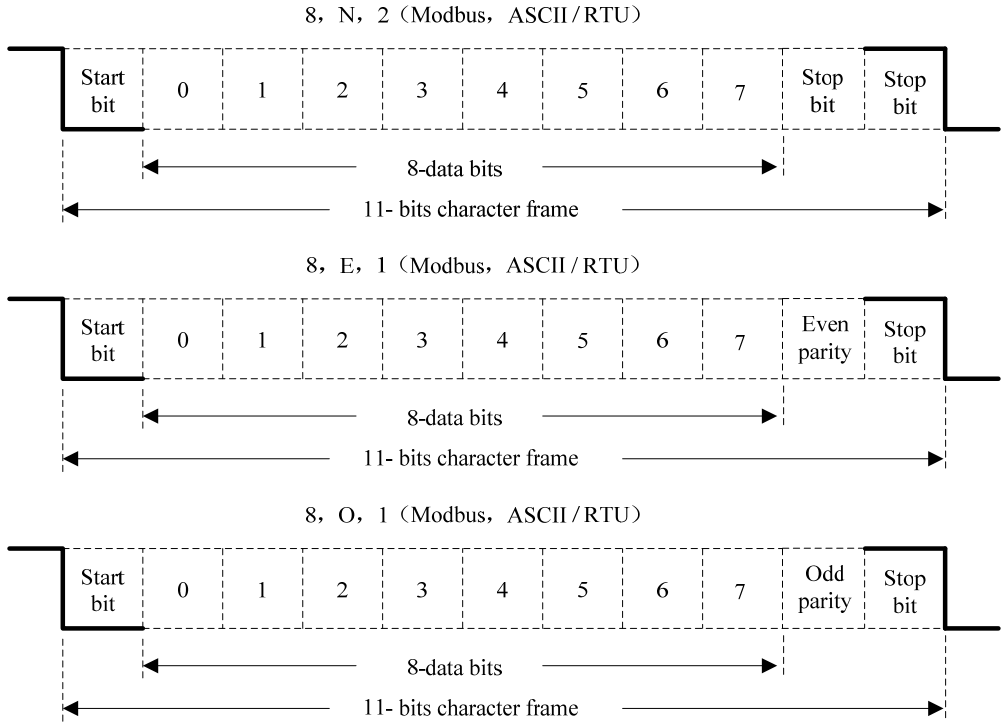 8，N，2（Modbus，ASCII/RTU）
Start bit 0 1 2 3 4 5 6 7 Stop bit Stop bit
8-data bits
11- bits character frame
8，E，1（Modbus，ASCII/RTU）
Start bit 0 1 2 3 4 5 6 7 Even parity Stop bit
8-data bits
11- bits character frame
8，O，1（Modbus，ASCII/RTU）
Start bit 0 1 2 3 4 5 6 7 Odd parity Stop bit
8-data bits
11- bits character frame